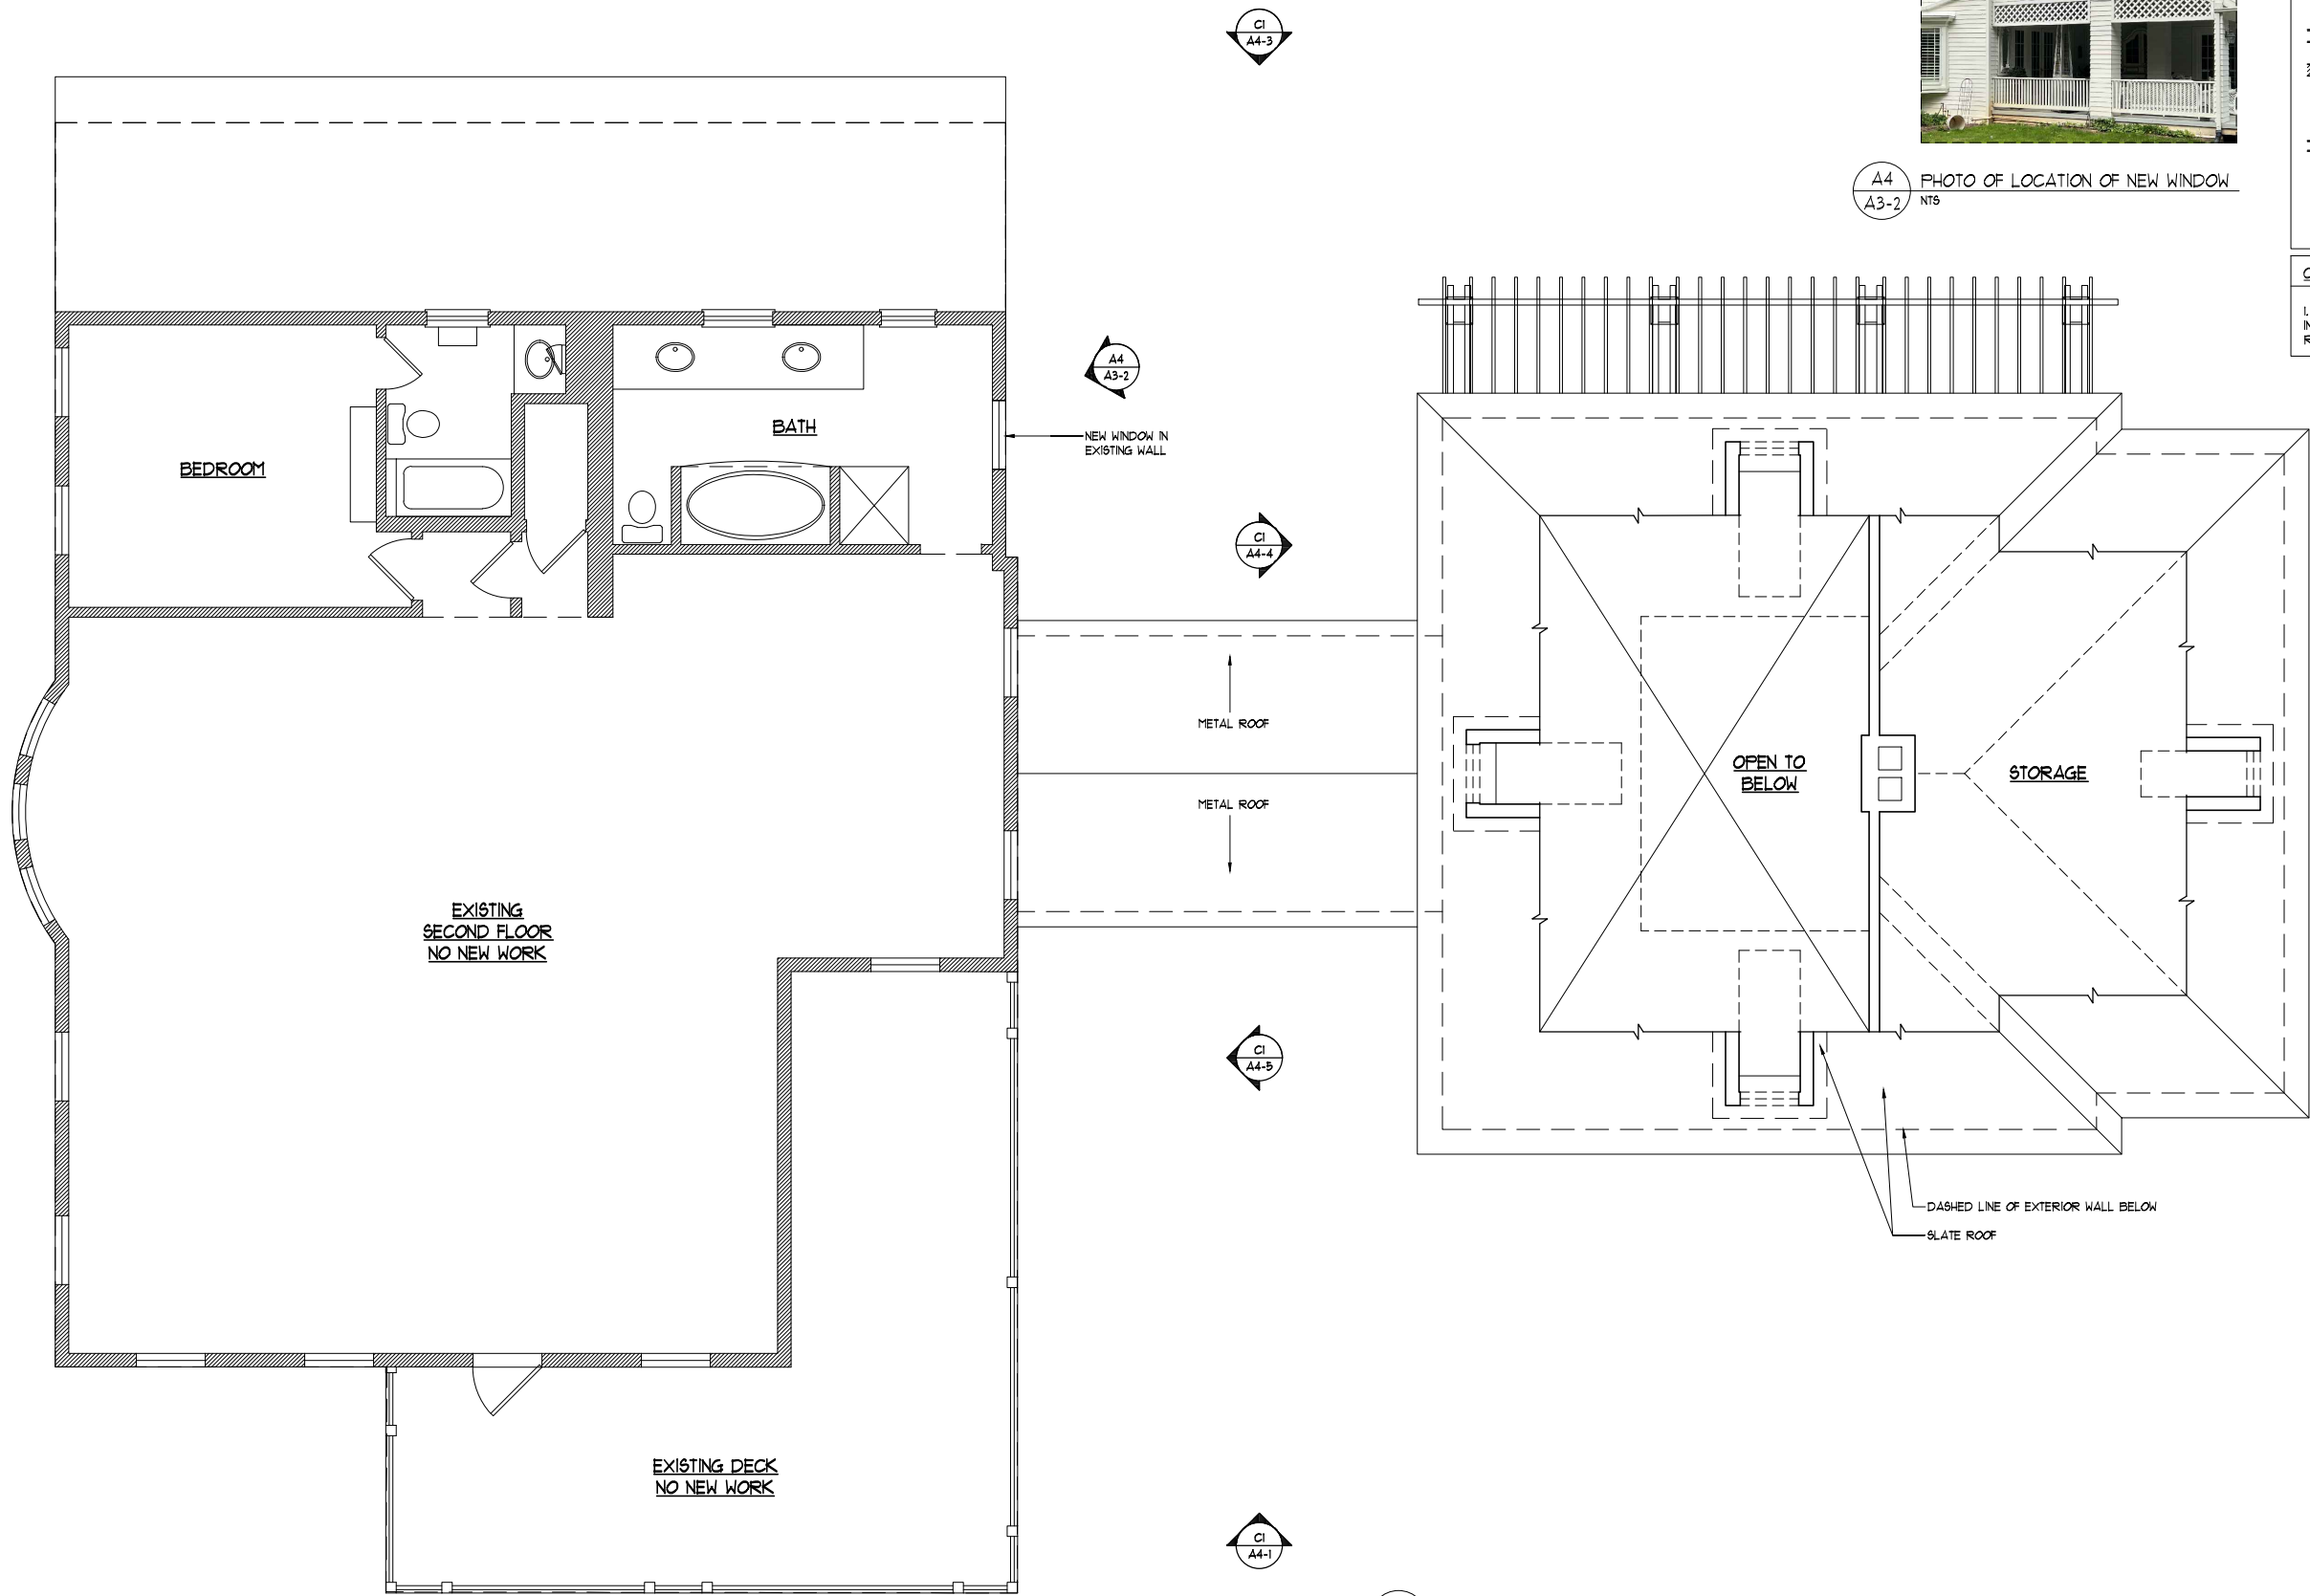 C1
A4-3
A4
A3-2
PHOTO OF LOCATION OF NEW WINDOW
NTS
A4
A3-2
BATH
NEW WINDOW IN
EXISTING WALL
BEDROOM
C1
A4-4
METAL ROOF
OPEN TO
BELOW
STORAGE
METAL ROOF
EXISTING
SECOND FLOOR
NO NEW WORK
C1
A4-5
DASHED LINE OF EXTERIOR WALL BELOW
SLATE ROOF
EXISTING DECK
NO NEW WORK
C1
A4-1